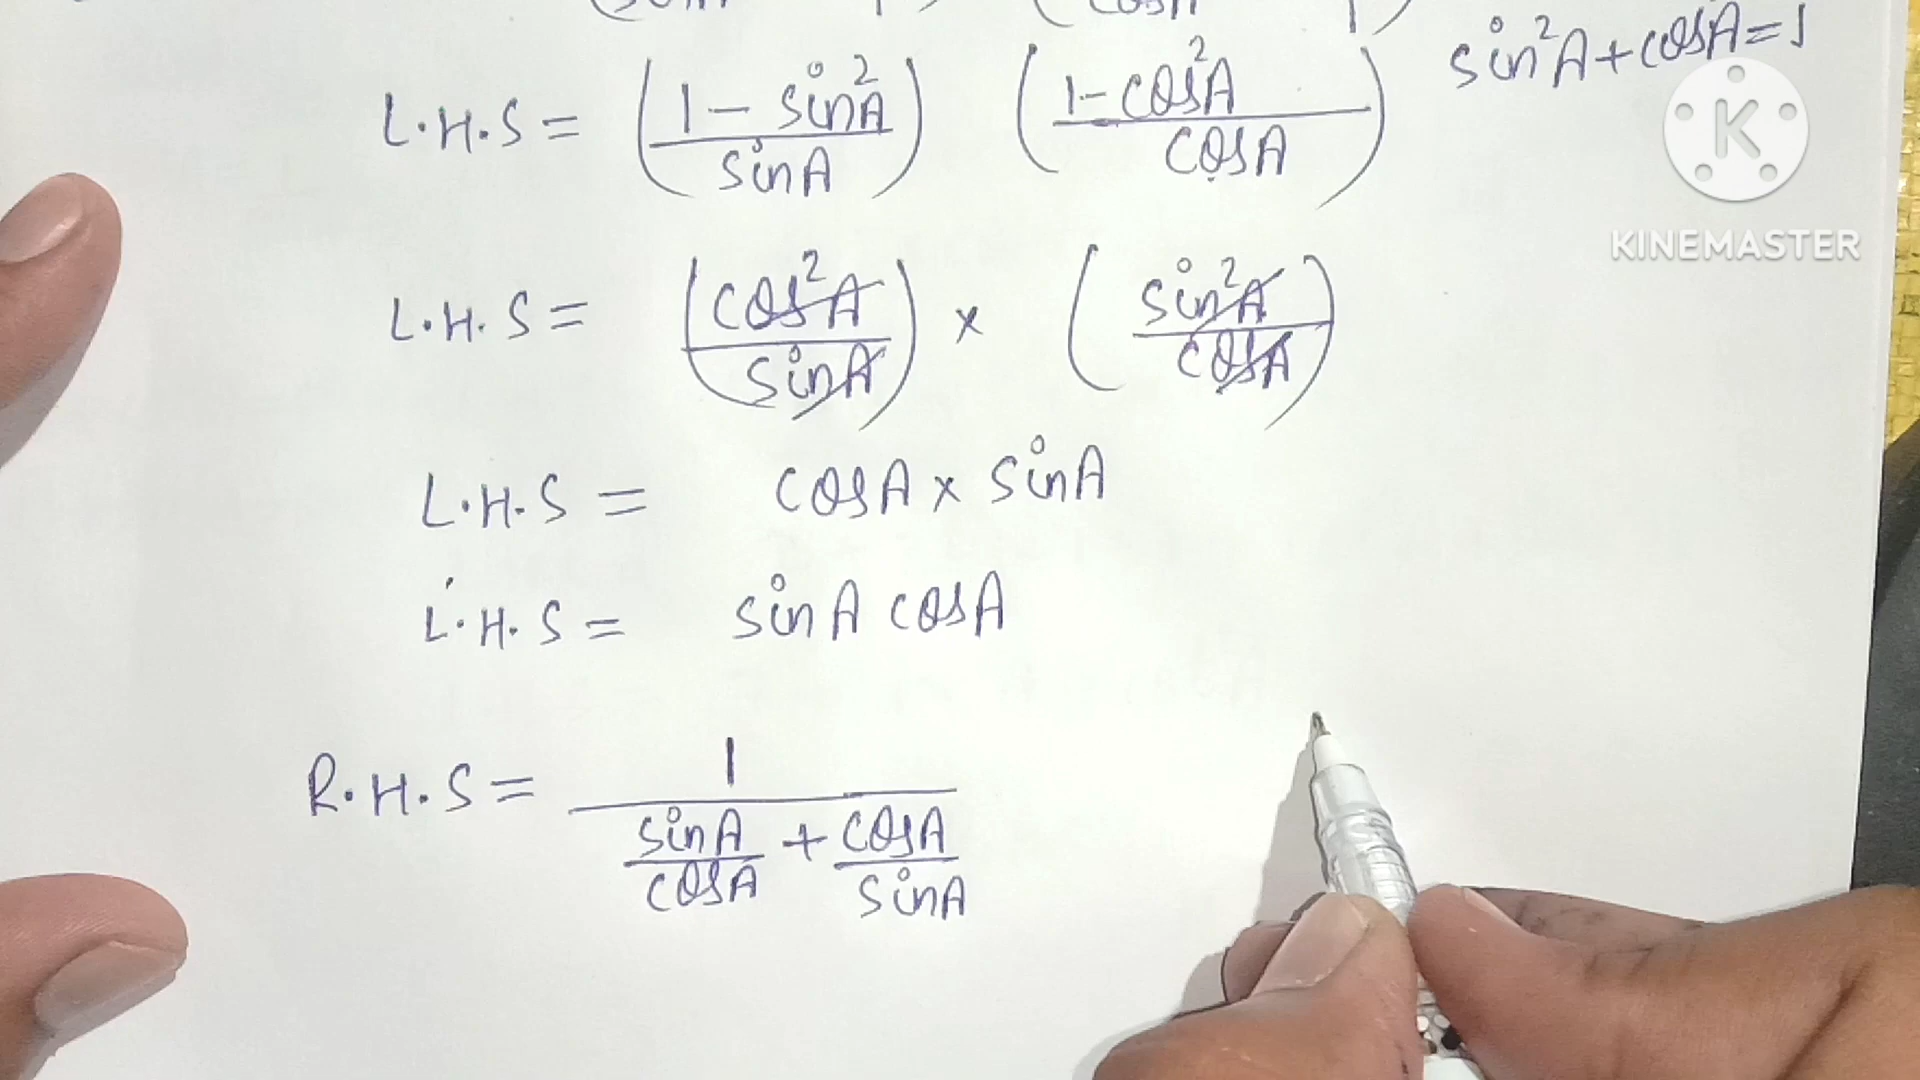 sin²A + cos²A = 1
L.H.S = (1 - sin²A / sinA) (1 - cos²A / cosA)
L.H.S = (cos²A / sinA) × (sin²A / cosA)
L.H.S = cosA × sinA
L.H.S = sinA cosA
R.H.S = 1 / (sinA / cosA + cosA / sinA)
K
KINEMASTER